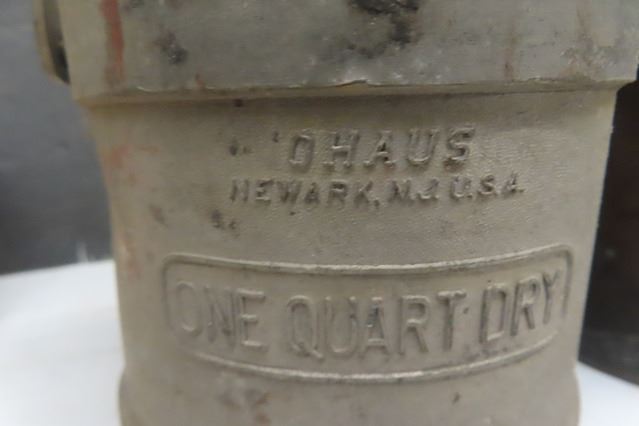 OHAUS
NEWARK, N.J. U.S.A.
ONE QUART DRY